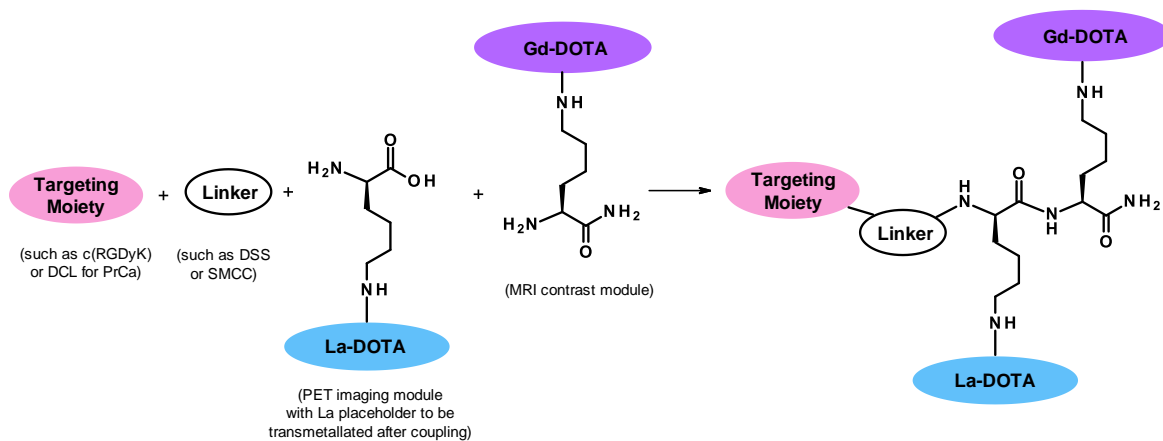 Targeting
Moiety
(such as c(RGDyK)
or DCL for PrCa)
+
Linker
(such as DSS
or SMCC)
+
H2N
O
OH
NH
La-DOTA
(PET imaging module
with La placeholder to be
transmetallated after coupling)
+
Gd-DOTA
NH
H2N
NH2
O
(MRI contrast module)
Targeting
Moiety
Linker
H
N
O
N
H
NH2
O
NH
Gd-DOTA
NH
La-DOTA